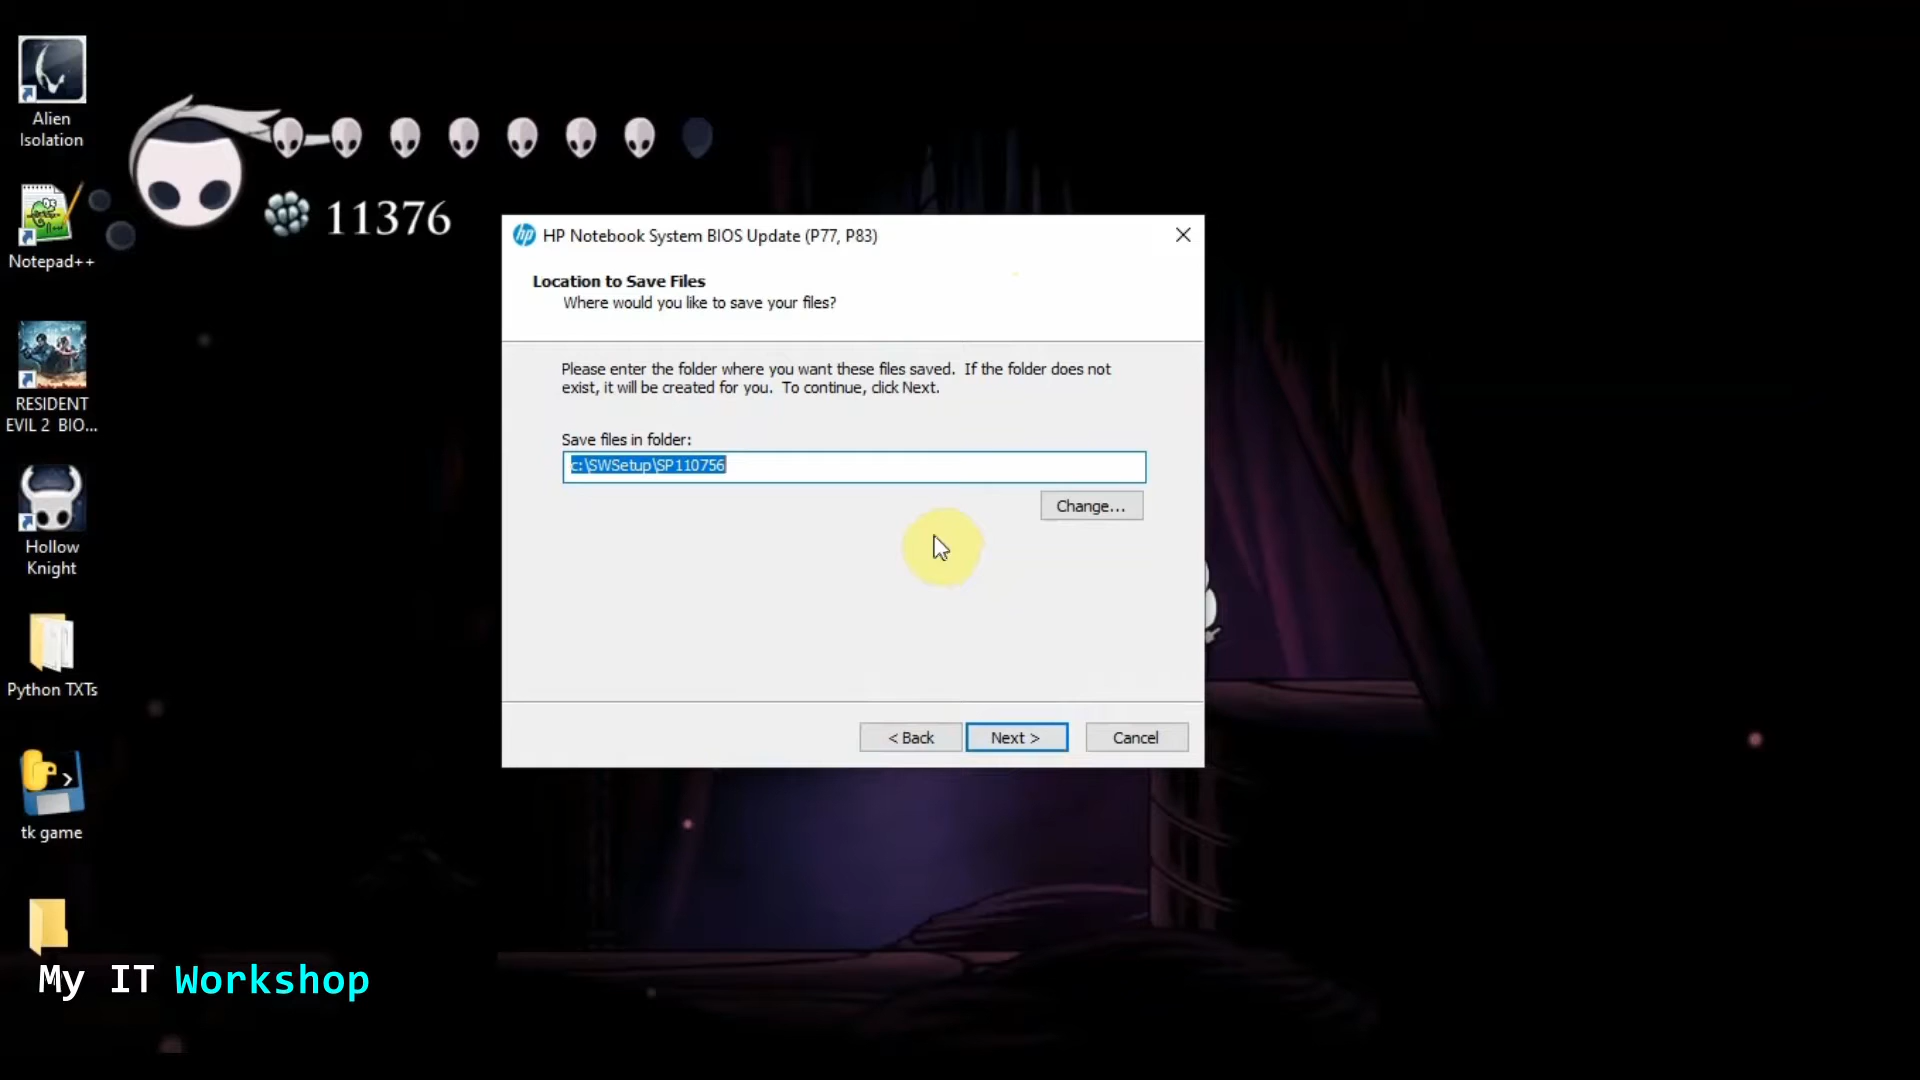 Alien
Isolation
Notepad++
11376
hp HP Notebook System BIOS Update (P77, P83)
Location to Save Files
Where would you like to save your files?
Please enter the folder where you want these files saved.  If the folder does not
exist, it will be created for you.  To continue, click Next.
RESIDENT
EVIL 2 BIO...
Save files in folder:
c:\SWSetup\SP110756
Change...
Hollow
Knight
Python TXTs
< Back
Next >
Cancel
tk game
My IT Workshop